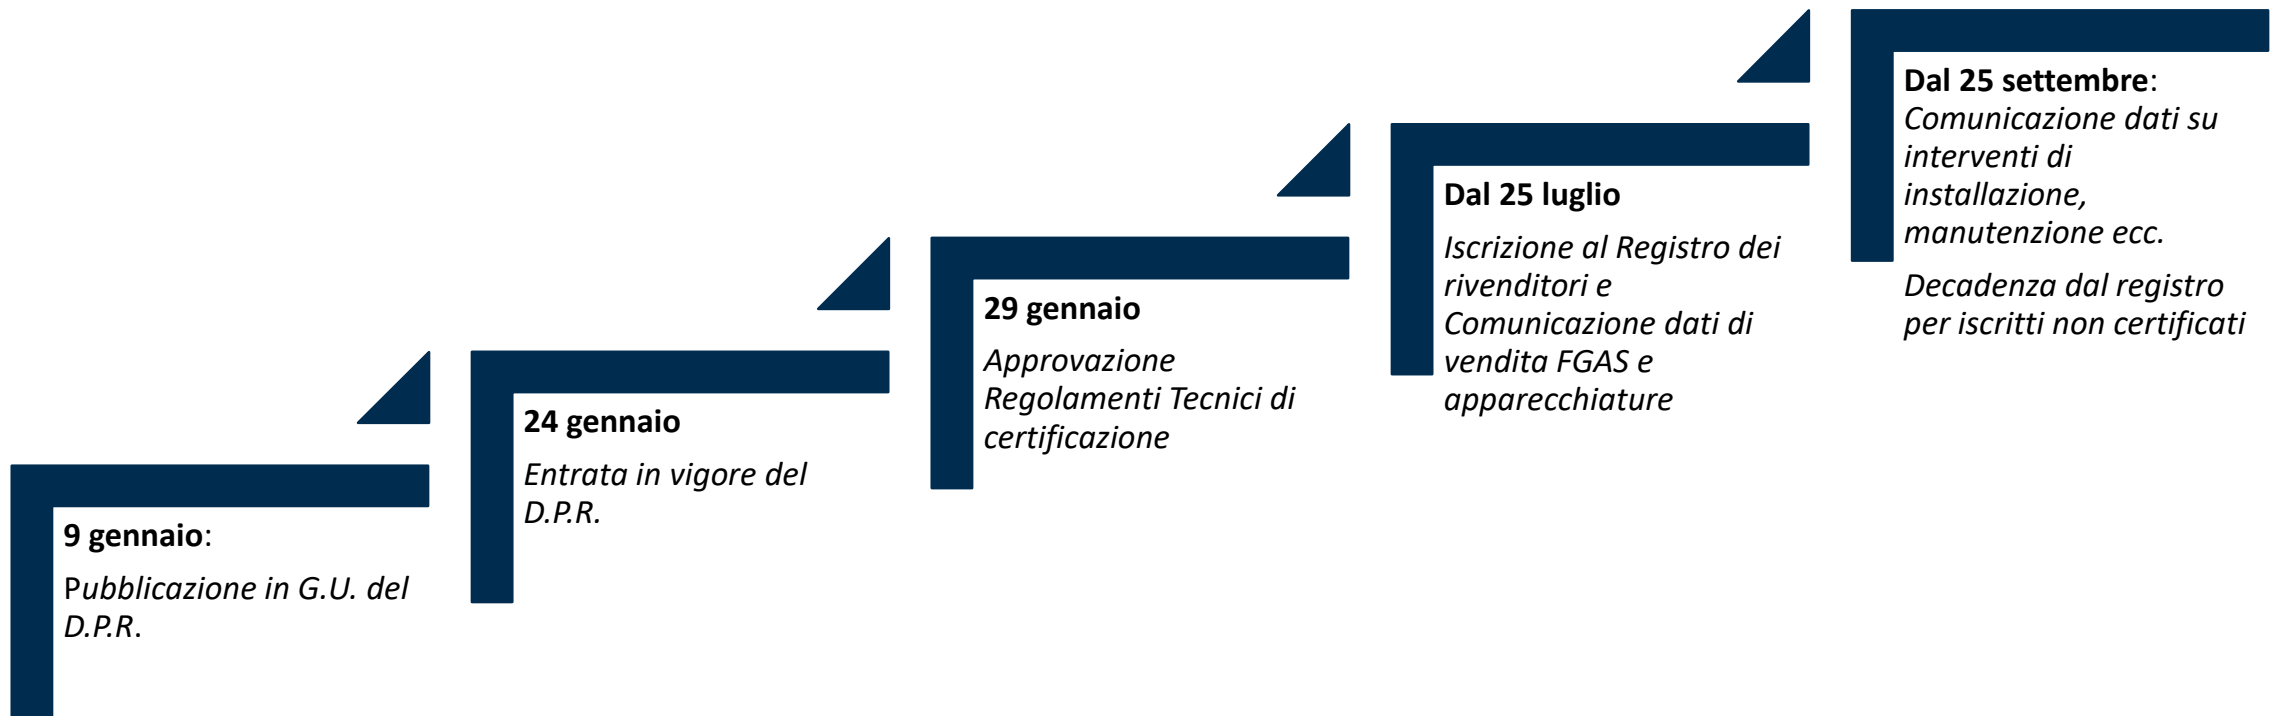 9 gennaio:
Pubblicazione in G.U. del
D.P.R.
24 gennaio
Entrata in vigore del
D.P.R.
29 gennaio
Approvazione
Regolamenti Tecnici di
certificazione
Dal 25 luglio
Iscrizione al Registro dei
rivenditori e
Comunicazione dati di
vendita FGAS e
apparecchiature
Dal 25 settembre:
Comunicazione dati su
interventi di
installazione,
manutenzione ecc.
Decadenza dal registro
per iscritti non certificati